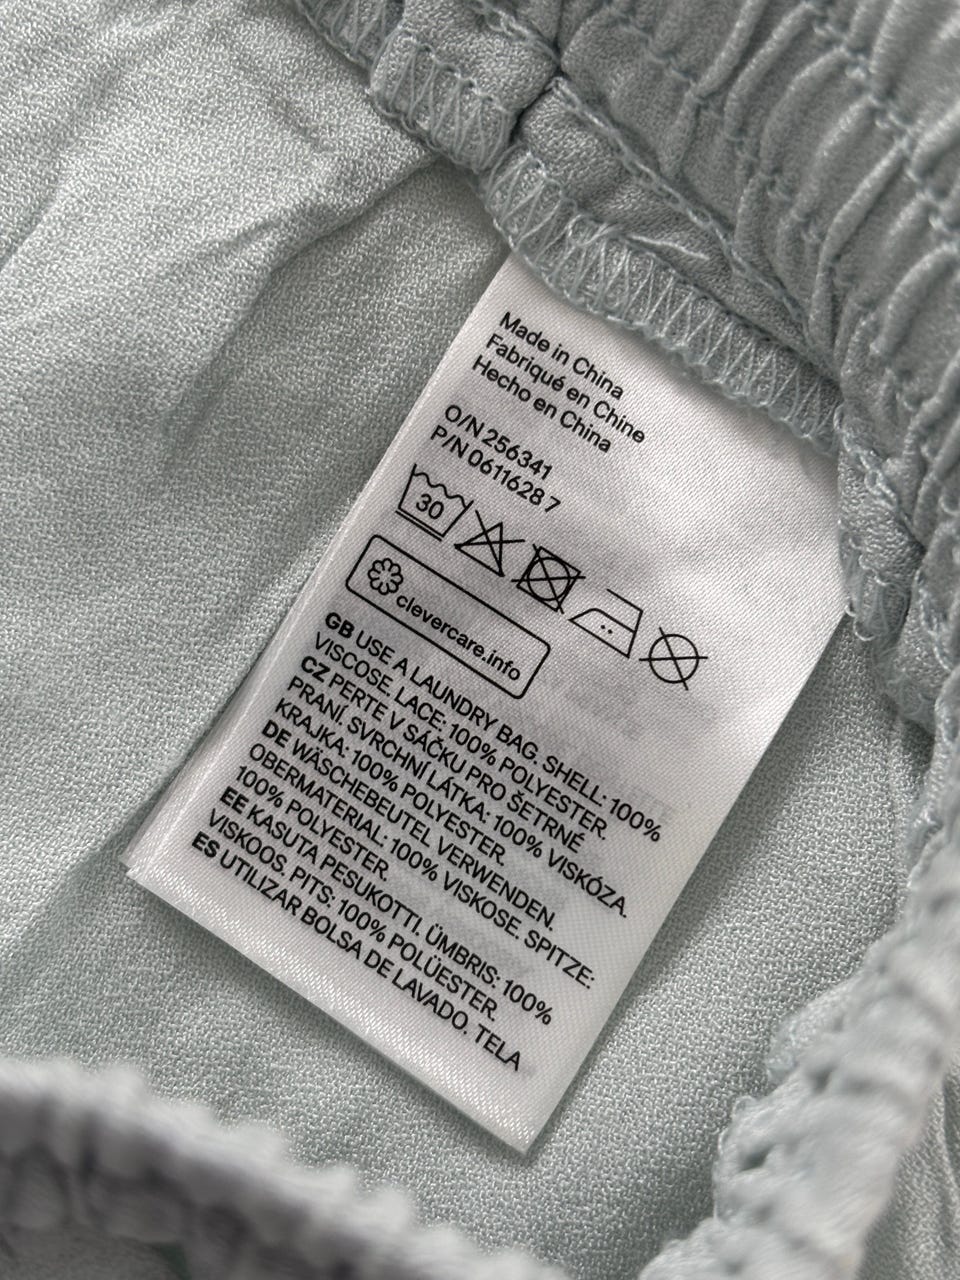 Made in China
Fabriqué en Chine
Hecho en China
O/N 256341
P/N 0611628 7
30
clevercare.info
GB USE A LAUNDRY BAG. SHELL: 100%
VISCOSE. LACE: 100% POLYESTER.
CZ PERTE V SÁČKU PRO ŠETRNÉ
PRANÍ. SVRCHNÍ LÁTKA: 100% VISKÓZA.
KRAJKA: 100% POLYESTER.
DE WÄSCHEBEUTEL VERWENDEN.
OBERMATERIAL: 100% VISKOSE. SPITZE:
100% POLYESTER.
EE KASUTA PESUKOTTI. ÜMBRIS: 100%
VISKOOS. PITS: 100% POLÜESTER.
ES UTILIZAR BOLSA DE LAVADO. TELA